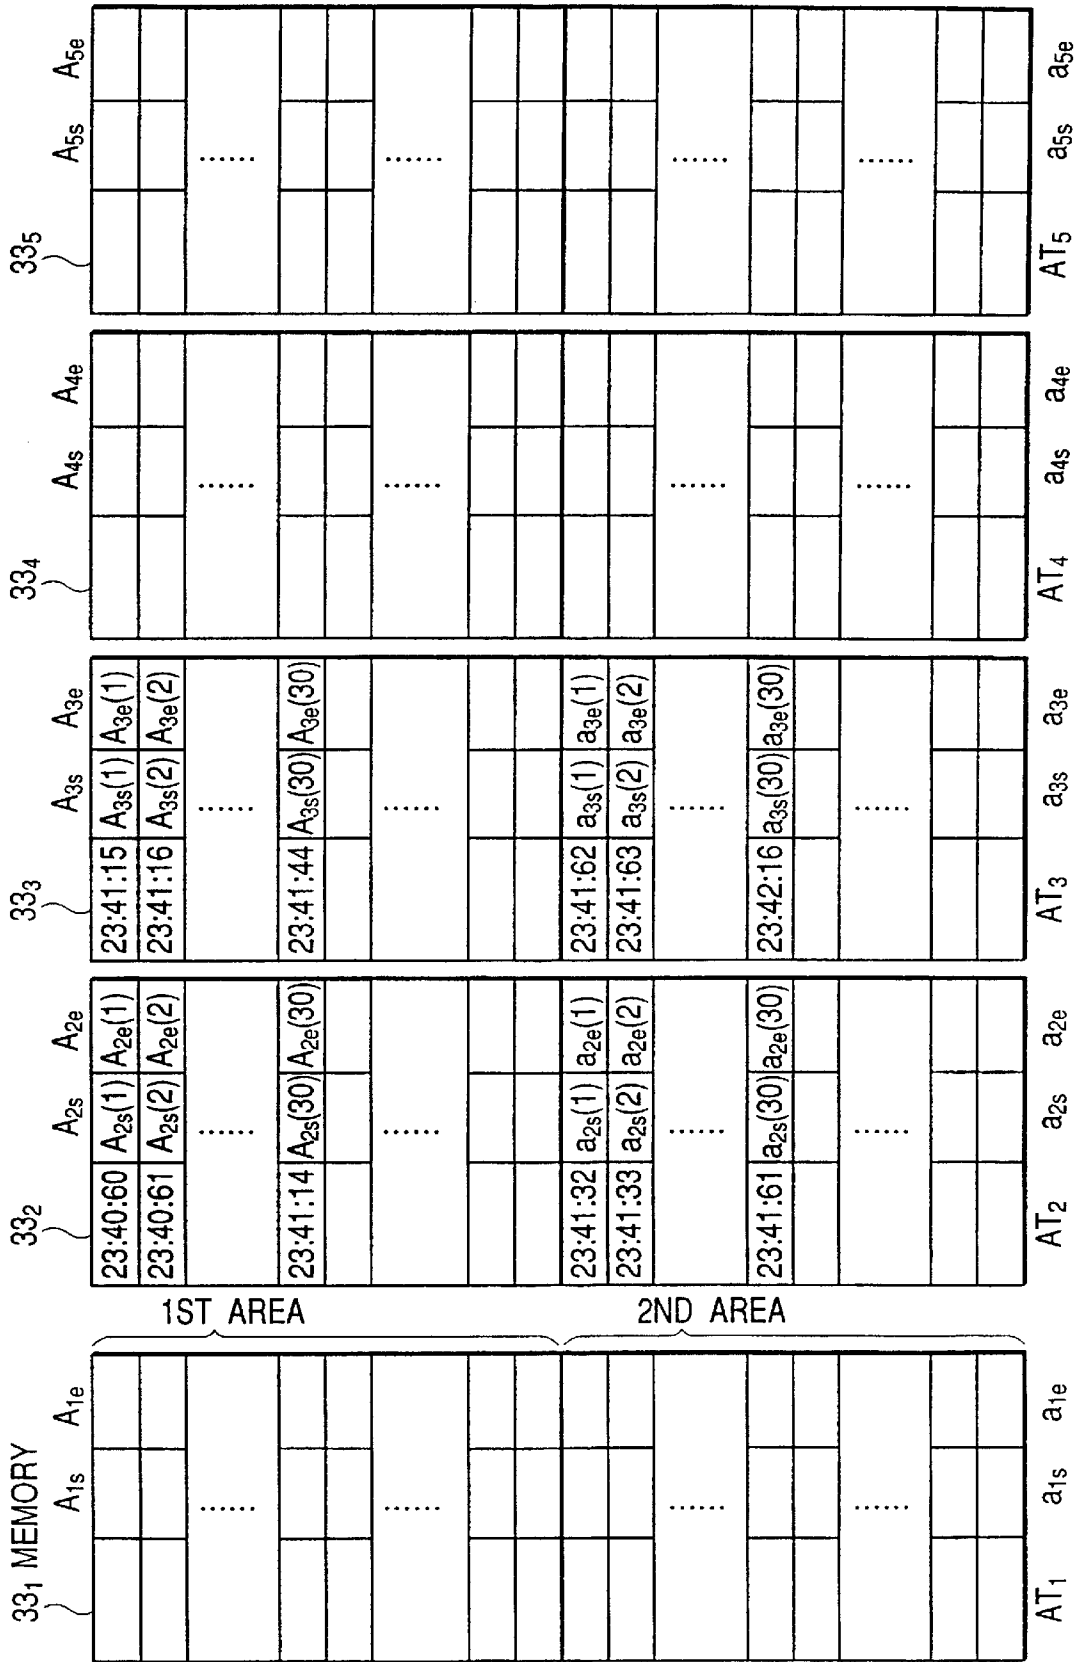 33₁ MEMORY
A₁ₛ A₁ₑ
......
......
......
......
AT₁ a₁ₛ a₁ₑ
1ST AREA
2ND AREA
33₂
A₂ₛ A₂ₑ
23:40:60 A₂ₛ(1) A₂ₑ(1)
23:40:61 A₂ₛ(2) A₂ₑ(2)
......
23:41:14 A₂ₛ(30) A₂ₑ(30)
......
23:41:32 a₂ₛ(1) a₂ₑ(1)
23:41:33 a₂ₛ(2) a₂ₑ(2)
......
23:41:61 a₂ₛ(30) a₂ₑ(30)
......
AT₂ a₂ₛ a₂ₑ
33₃
A₃ₛ A₃ₑ
23:41:15 A₃ₛ(1) A₃ₑ(1)
23:41:16 A₃ₛ(2) A₃ₑ(2)
......
23:41:44 A₃ₛ(30) A₃ₑ(30)
......
23:41:62 a₃ₛ(1) a₃ₑ(1)
23:41:63 a₃ₛ(2) a₃ₑ(2)
......
23:42:16 a₃ₛ(30) a₃ₑ(30)
......
AT₃ a₃ₛ a₃ₑ
33₄
A₄ₛ A₄ₑ
......
......
......
......
AT₄ a₄ₛ a₄ₑ
33₅
A₅ₛ A₅ₑ
......
......
......
......
AT₅ a₅ₛ a₅ₑ